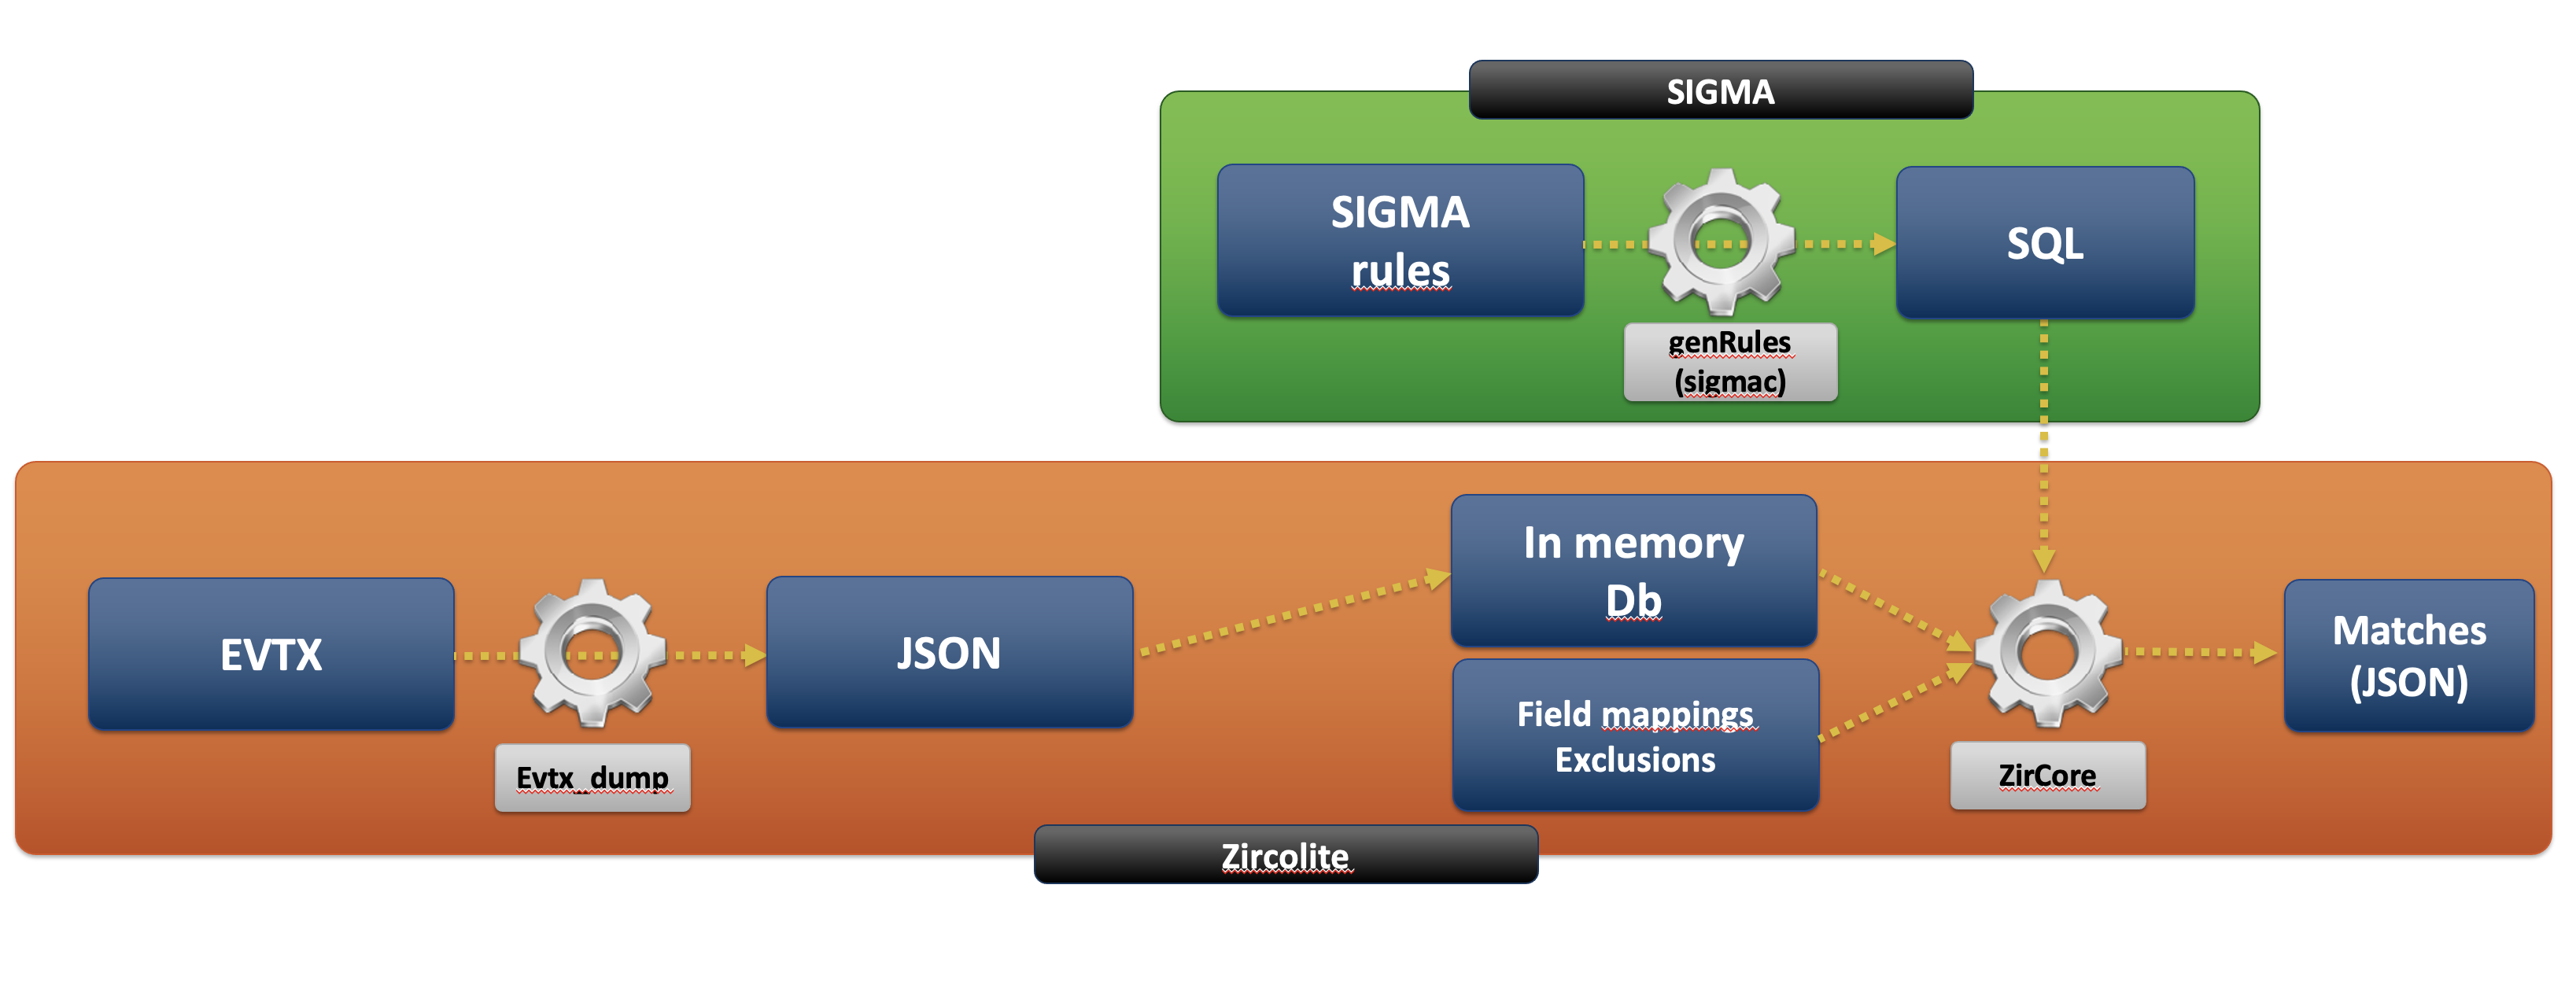 SIGMA
SIGMA
rules
SQL
genRules
(sigmac)
EVTX
Evtx_dump
JSON
In memory
Db
Field mappings
Exclusions
ZirCore
Matches
(JSON)
Zircolite